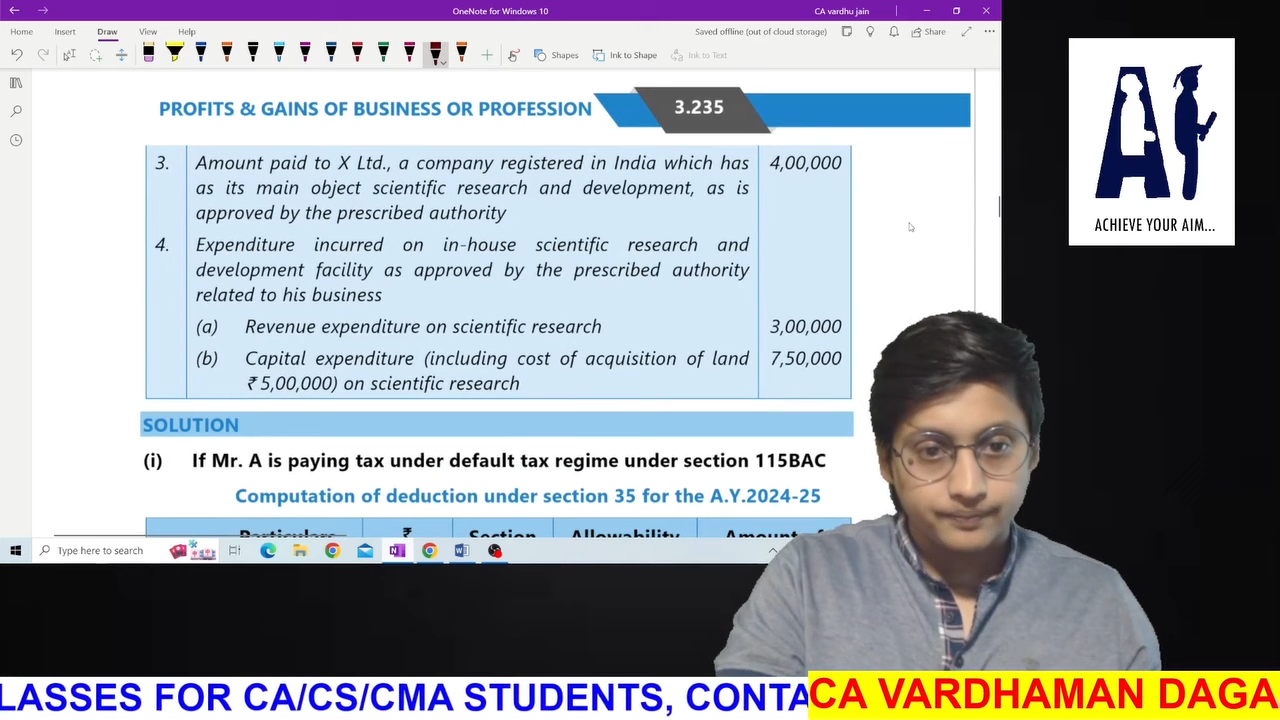 OneNote for Windows 10
CA vardhu jain
Home Insert Draw View Help
Saved offline (out of cloud storage)
Share
Shapes
Ink to Shape
Ink to Text
PROFITS & GAINS OF BUSINESS OR PROFESSION
3.235
3. Amount paid to X Ltd., a company registered in India which has 4,00,000
as its main object scientific research and development, as is
approved by the prescribed authority
4. Expenditure incurred on in-house scientific research and
development facility as approved by the prescribed authority
related to his business
(a) Revenue expenditure on scientific research 3,00,000
(b) Capital expenditure (including cost of acquisition of land 7,50,000
₹ 5,00,000) on scientific research
SOLUTION
(i) If Mr. A is paying tax under default tax regime under section 115BAC
Computation of deduction under section 35 for the A.Y.2024-25
Particulars ₹ Section Allowability Amount of
Type here to search
ACHIEVE YOUR AIM...
LASSES FOR CA/CS/CMA STUDENTS, CONTA
CA VARDHAMAN DAGA